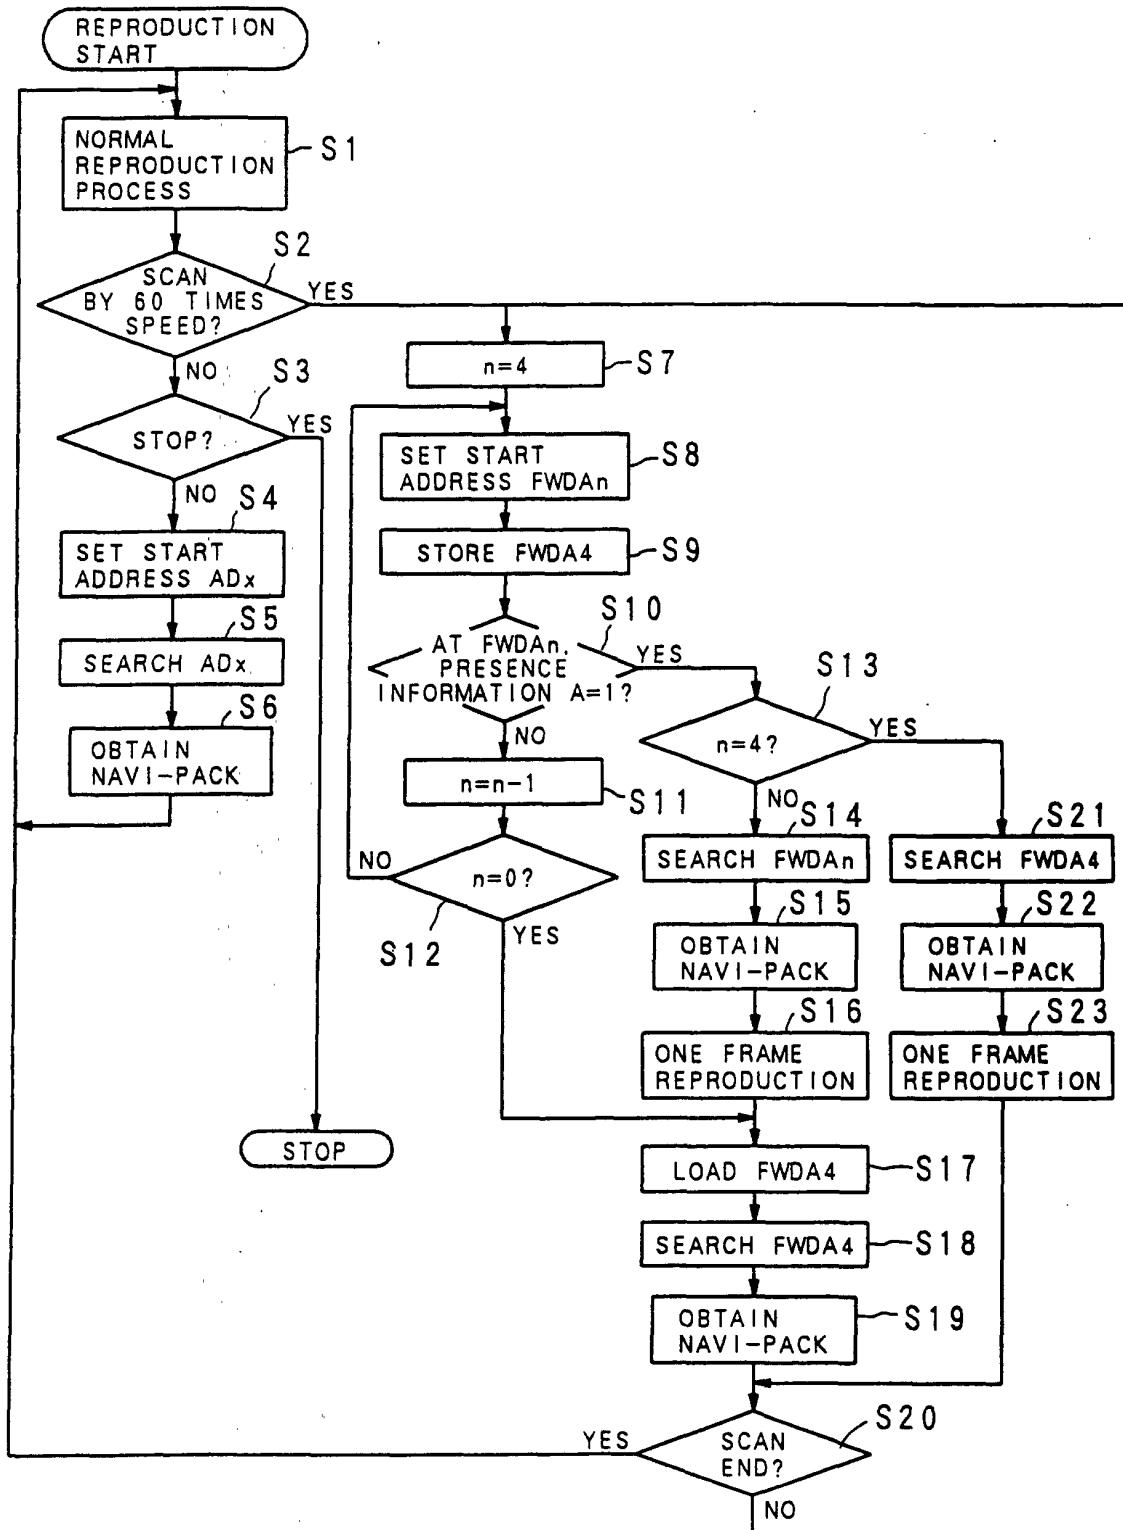 REPRODUCTION
START
NORMAL
REPRODUCTION
PROCESS
S1
SCAN
BY 60 TIMES
SPEED?
S2
YES
NO
STOP?
S3
YES
NO
SET START
ADDRESS ADx
S4
SEARCH ADx
S5
OBTAIN
NAVI-PACK
S6
STOP
n=4
S7
SET START
ADDRESS FWDAn
S8
STORE FWDA4
S9
AT FWDAn,
PRESENCE
INFORMATION A=1?
S10
YES
NO
n=n-1
S11
n=0?
NO
S12
YES
n=4?
S13
YES
NO
SEARCH FWDAn
S14
OBTAIN
NAVI-PACK
S15
ONE FRAME
REPRODUCTION
S16
SEARCH FWDA4
S21
OBTAIN
NAVI-PACK
S22
ONE FRAME
REPRODUCTION
S23
LOAD FWDA4
S17
SEARCH FWDA4
S18
OBTAIN
NAVI-PACK
S19
SCAN
END?
S20
YES
NO